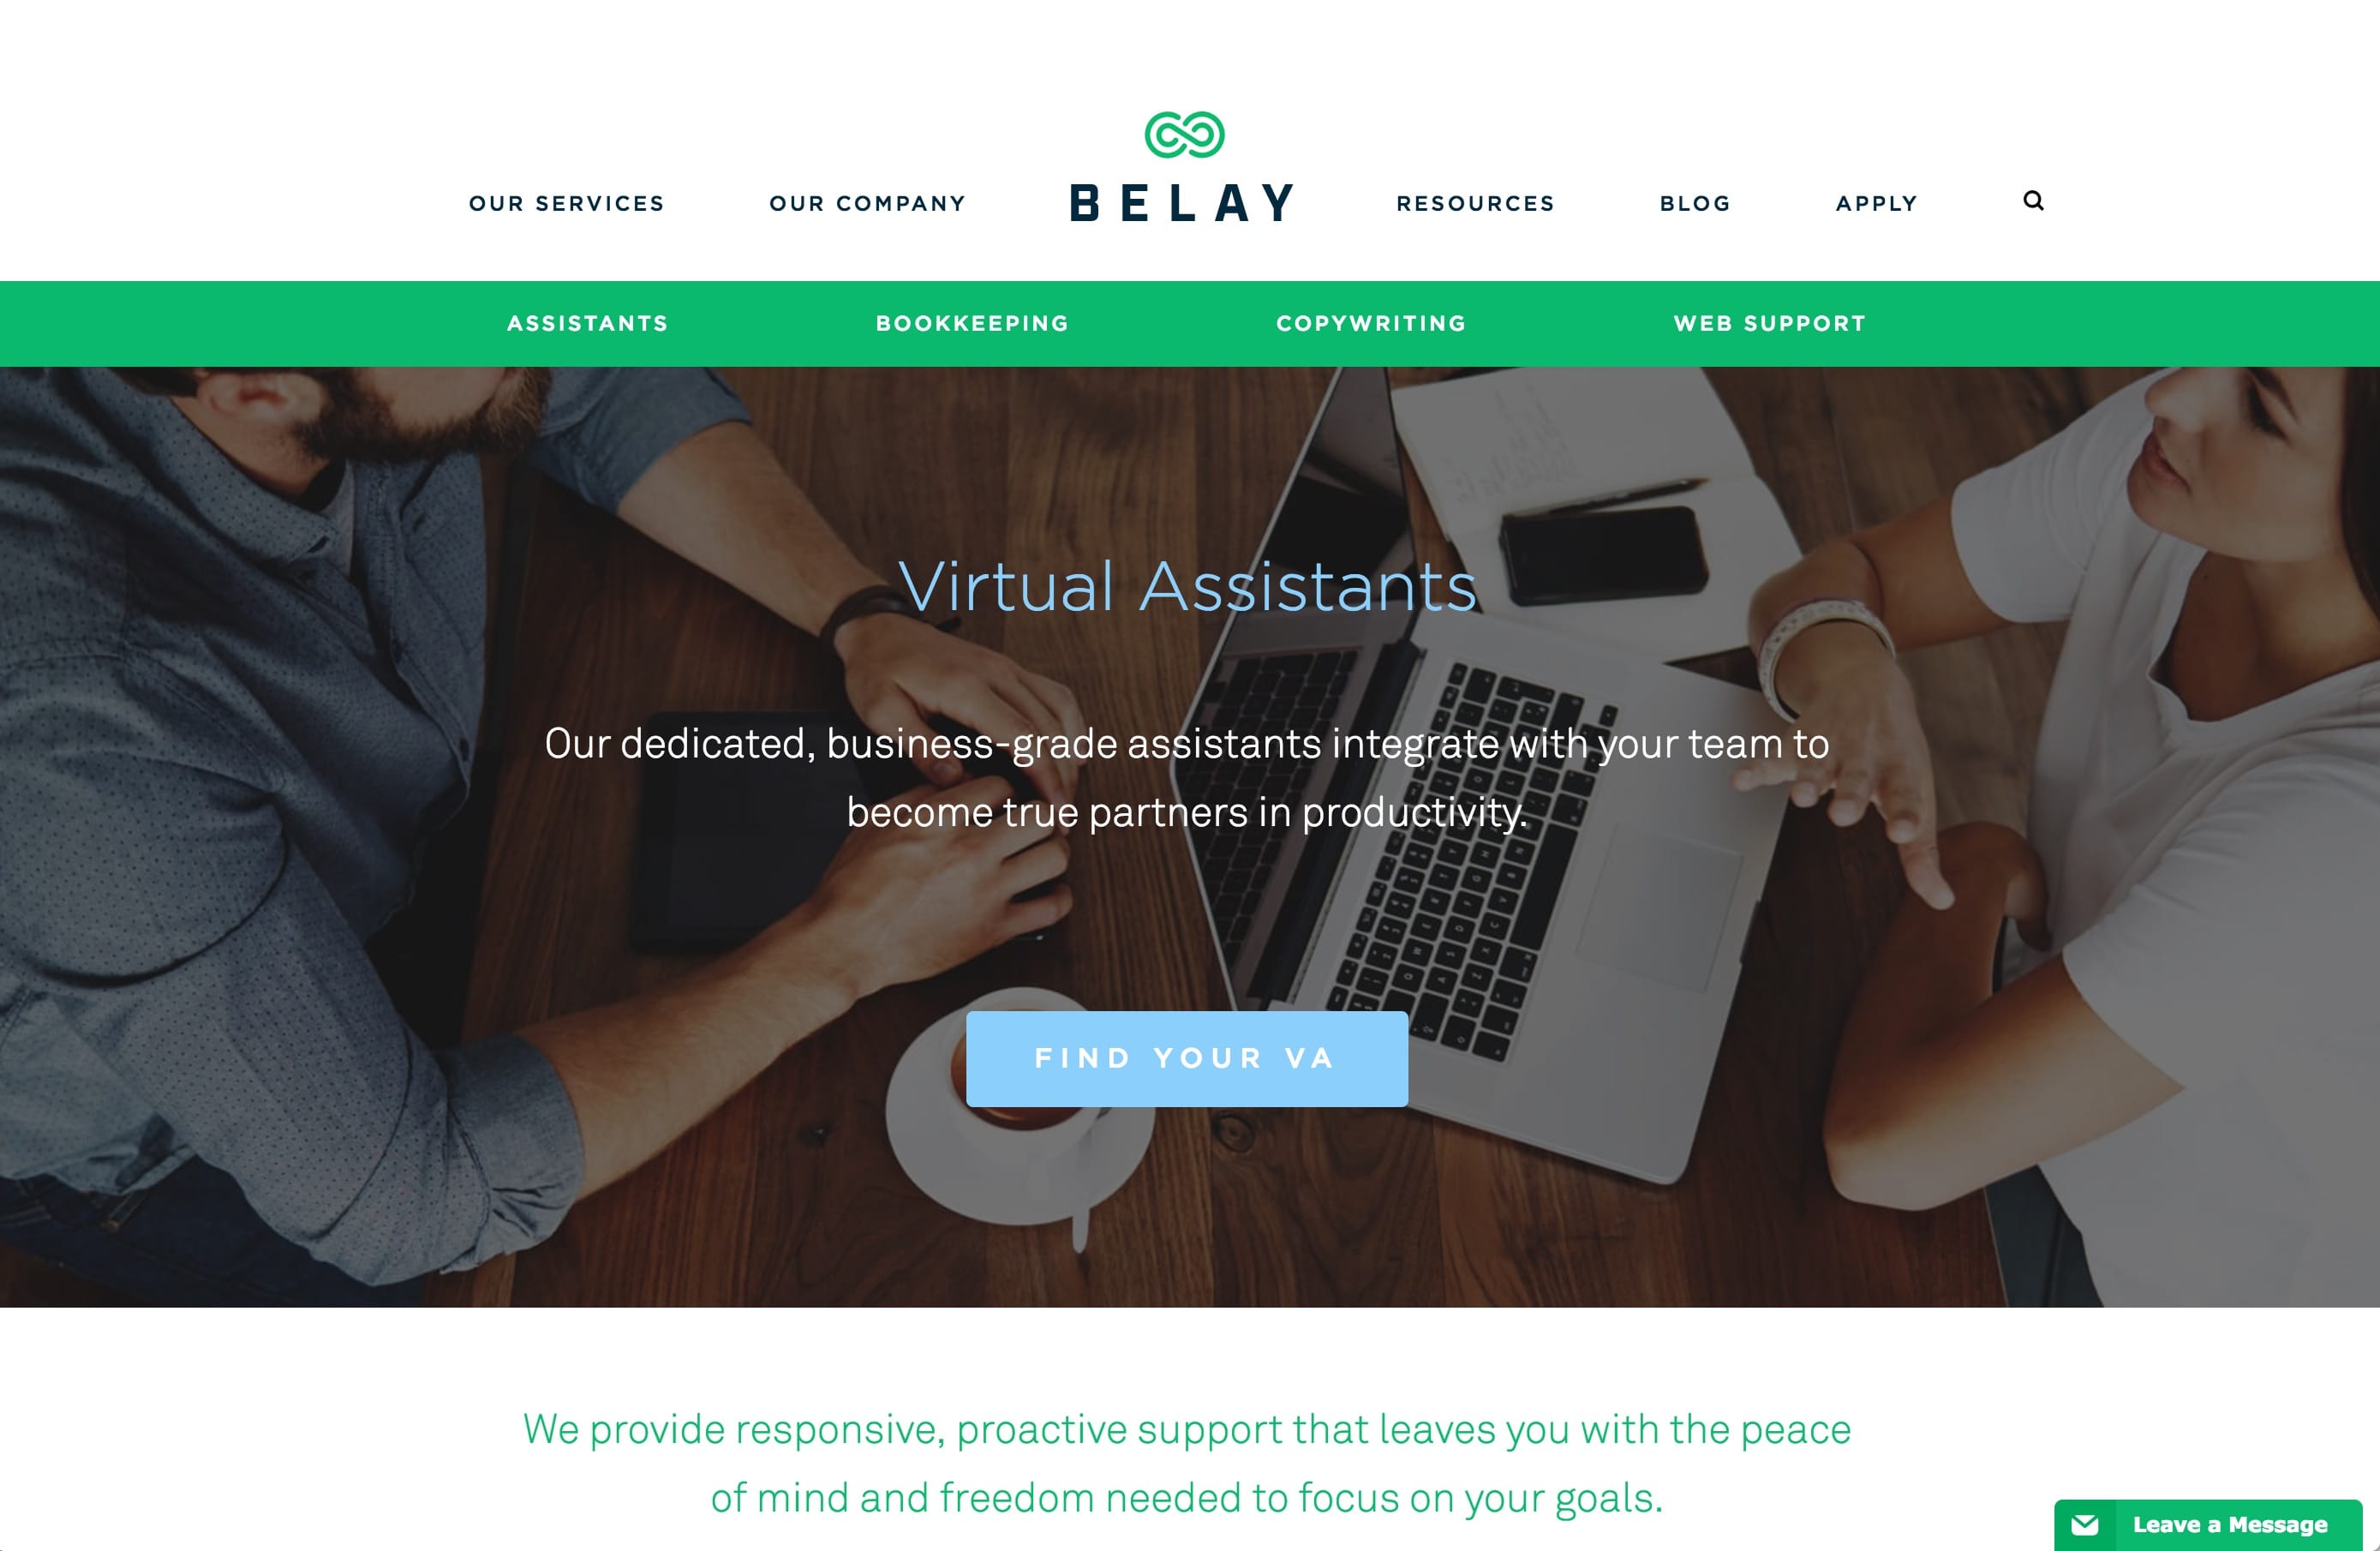 OUR SERVICES
OUR COMPANY
BELAY
RESOURCES
BLOG
APPLY
ASSISTANTS
BOOKKEEPING
COPYWRITING
WEB SUPPORT
Virtual Assistants
Our dedicated, business-grade assistants integrate with your team to
become true partners in productivity.
FIND YOUR VA
We provide responsive, proactive support that leaves you with the peace
of mind and freedom needed to focus on your goals.
Leave a Message